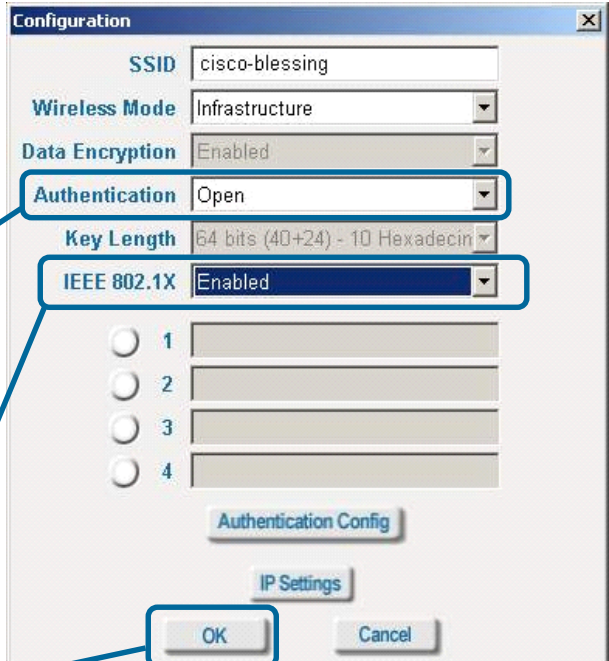 Configuration
SSID cisco-blessing
Wireless Mode Infrastructure
Data Encryption Enabled
Authentication Open
Key Length 64 bits (40+24) - 10 Hexadecin
IEEE 802.1X Enabled
1
2
3
4
Authentication Config
IP Settings
OK Cancel